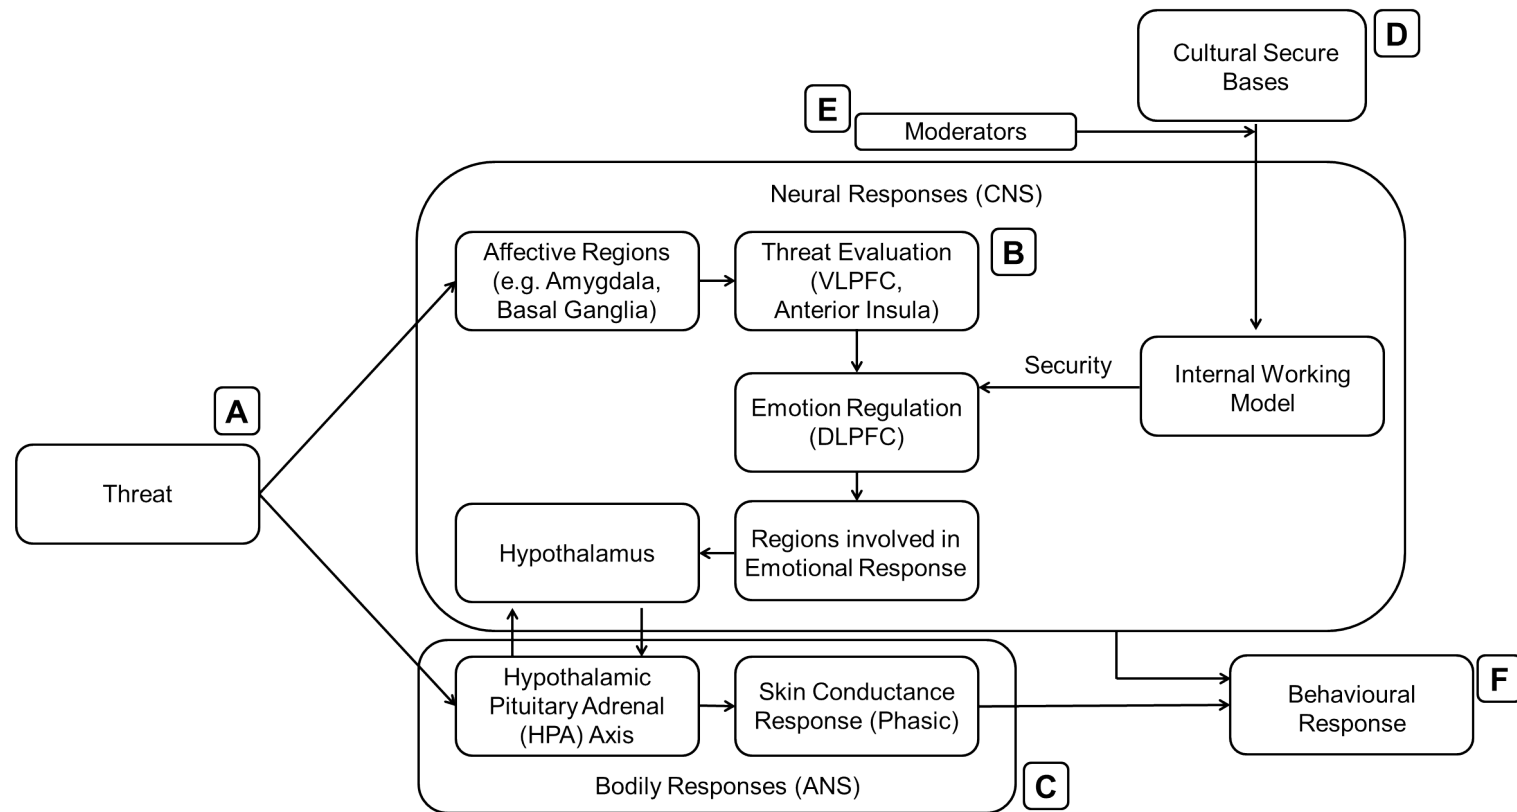 D
Cultural Secure
Bases
E
Moderators
Neural Responses (CNS)
Affective Regions
(e.g. Amygdala,
Basal Ganglia)
Threat Evaluation
(VLPFC,
Anterior Insula)
B
Security
Internal Working
Model
Emotion Regulation
(DLPFC)
A
Threat
Hypothalamus
Regions involved in
Emotional Response
Hypothalamic
Pituitary Adrenal
(HPA) Axis
Skin Conductance
Response (Phasic)
Behavioural
Response
F
Bodily Responses (ANS)
C